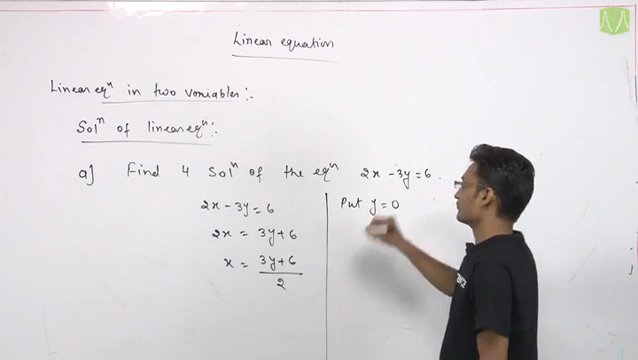 Linear equation
Linear eqⁿ in two variables:-
Solⁿ of linear eqⁿ:-
a] Find 4 Solⁿ of the eqⁿ 2x - 3y = 6.
2x - 3y = 6
2x = 3y + 6
x = 3y + 6
2
Put y = 0